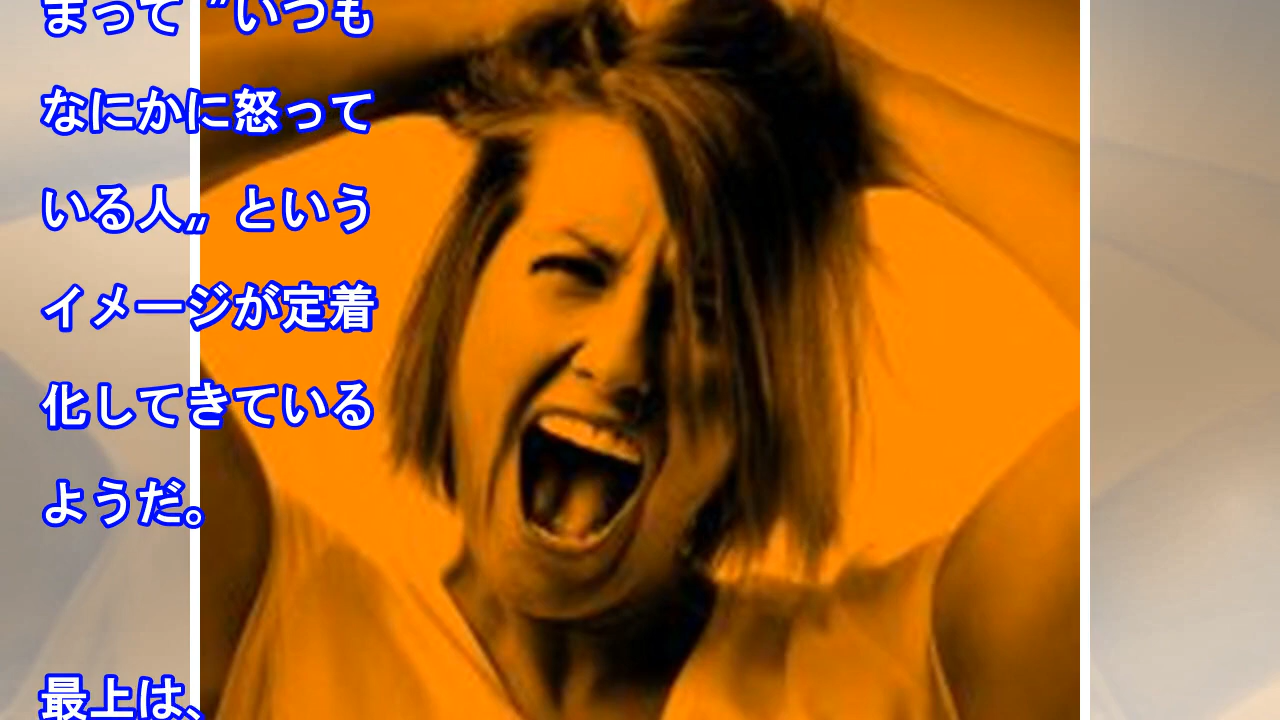 まって〝いつも
なにかに怒って
いる人〟という
イメージが定着
化してきている
ようだ。
最上は、